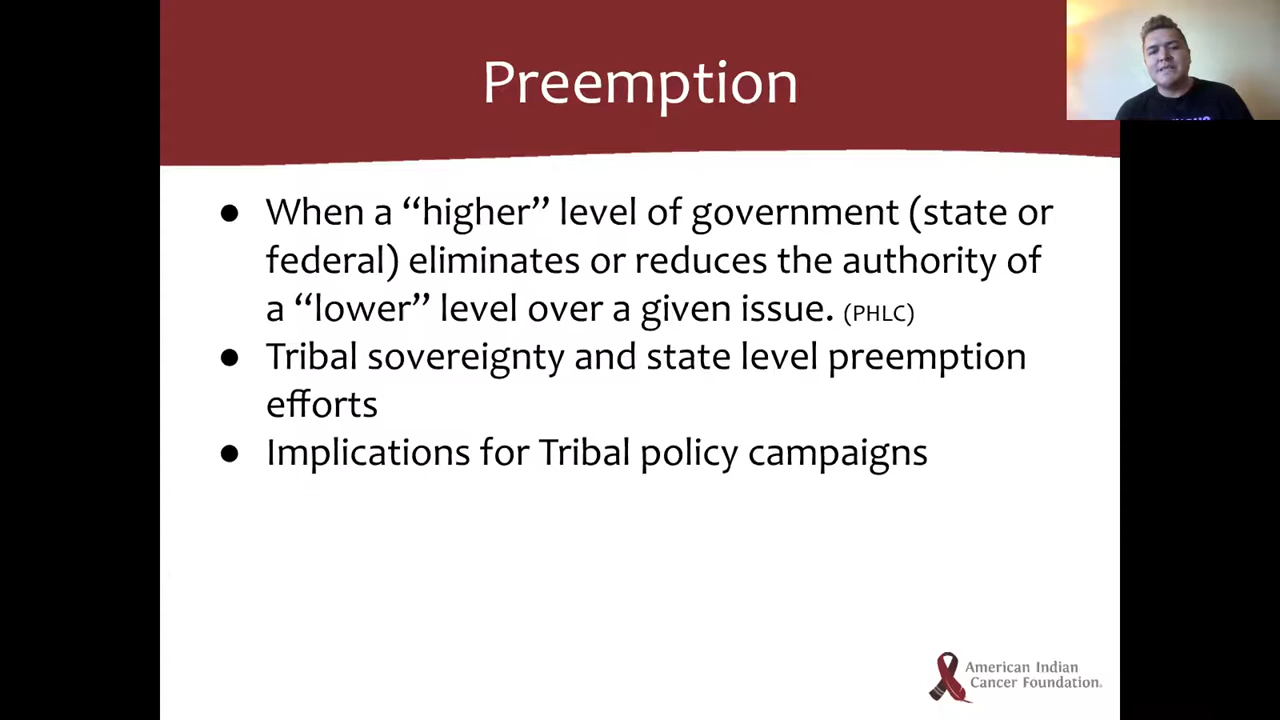 Preemption
● When a “higher” level of government (state or
federal) eliminates or reduces the authority of
a “lower” level over a given issue. (PHLC)
● Tribal sovereignty and state level preemption
efforts
● Implications for Tribal policy campaigns
American Indian
Cancer Foundation.